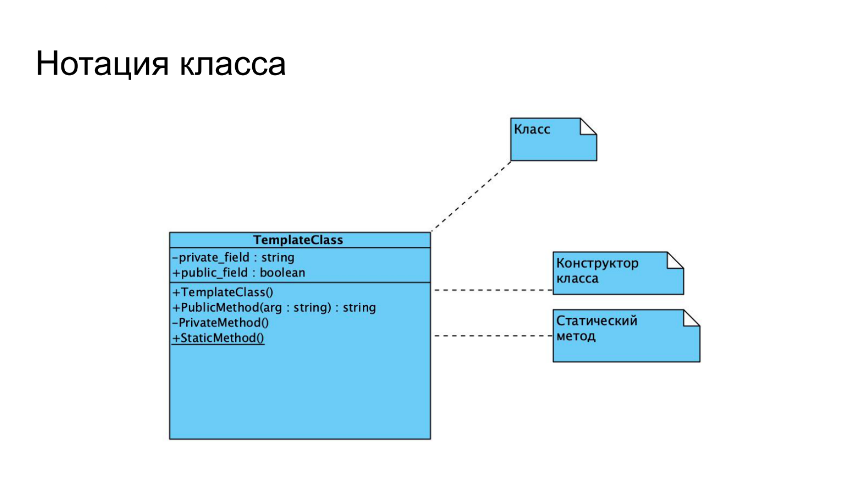 Нотация класса
Класс
TemplateClass
-private_field : string
+public_field : boolean
+TemplateClass()
+PublicMethod(arg : string) : string
-PrivateMethod()
+StaticMethod()
Конструктор
класса
Статический
метод